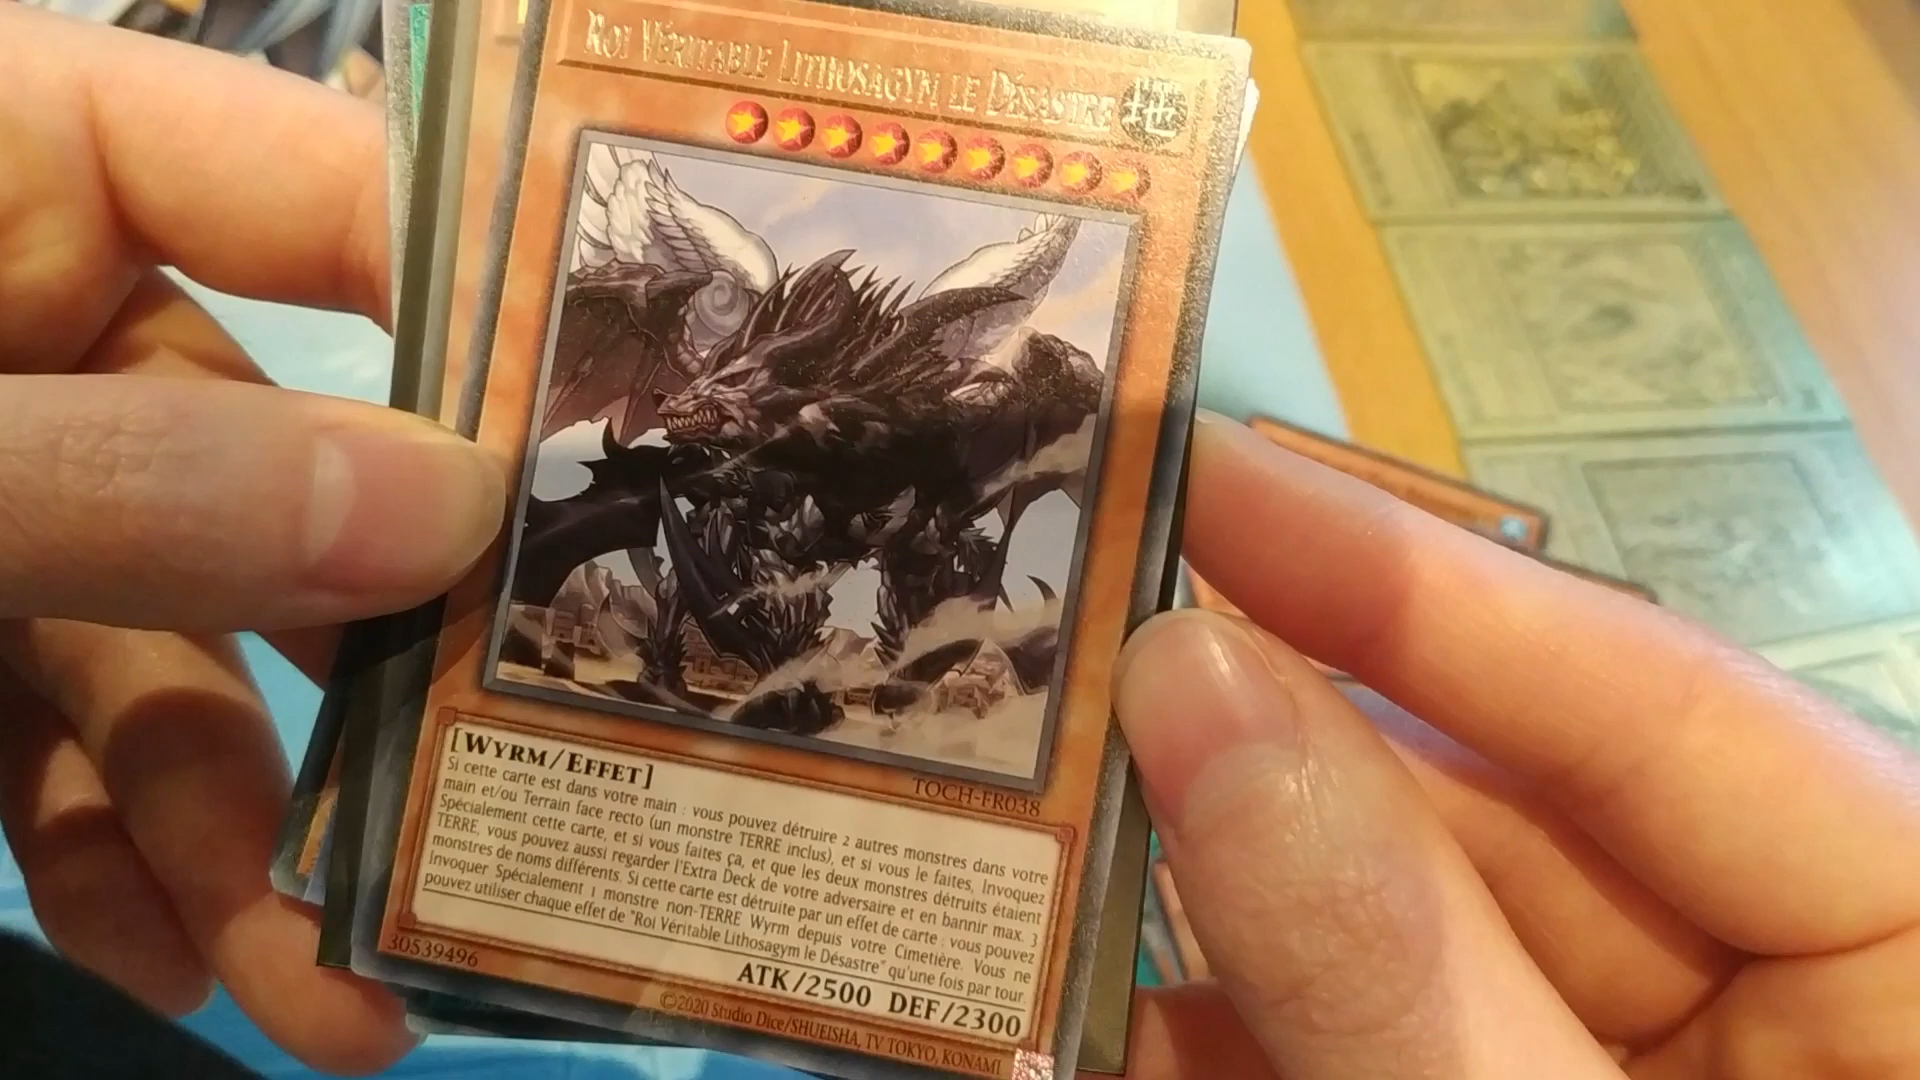 Roi Véritable Lithosagym le Désastre 地
TOCH-FR038
[Wyrm/Effet]
Si cette carte est dans votre main : vous pouvez détruire 2 autres monstres dans votre
main et/ou Terrain face recto (un monstre TERRE inclus), et si vous le faites, Invoquez
Spécialement cette carte, et si vous faites ça, et que les deux monstres détruits étaient
TERRE, vous pouvez aussi regarder l'Extra Deck de votre adversaire et en bannir max. 3
monstres de noms différents. Si cette carte est détruite par un effet de carte : vous pouvez
Invoquer Spécialement 1 monstre non-TERRE Wyrm depuis votre Cimetière. Vous ne
pouvez utiliser chaque effet de "Roi Véritable Lithosagym le Désastre" qu'une fois par tour.
ATK/2500 DEF/2300
30539496
©2020 Studio Dice/SHUEISHA, TV TOKYO, KONAMI